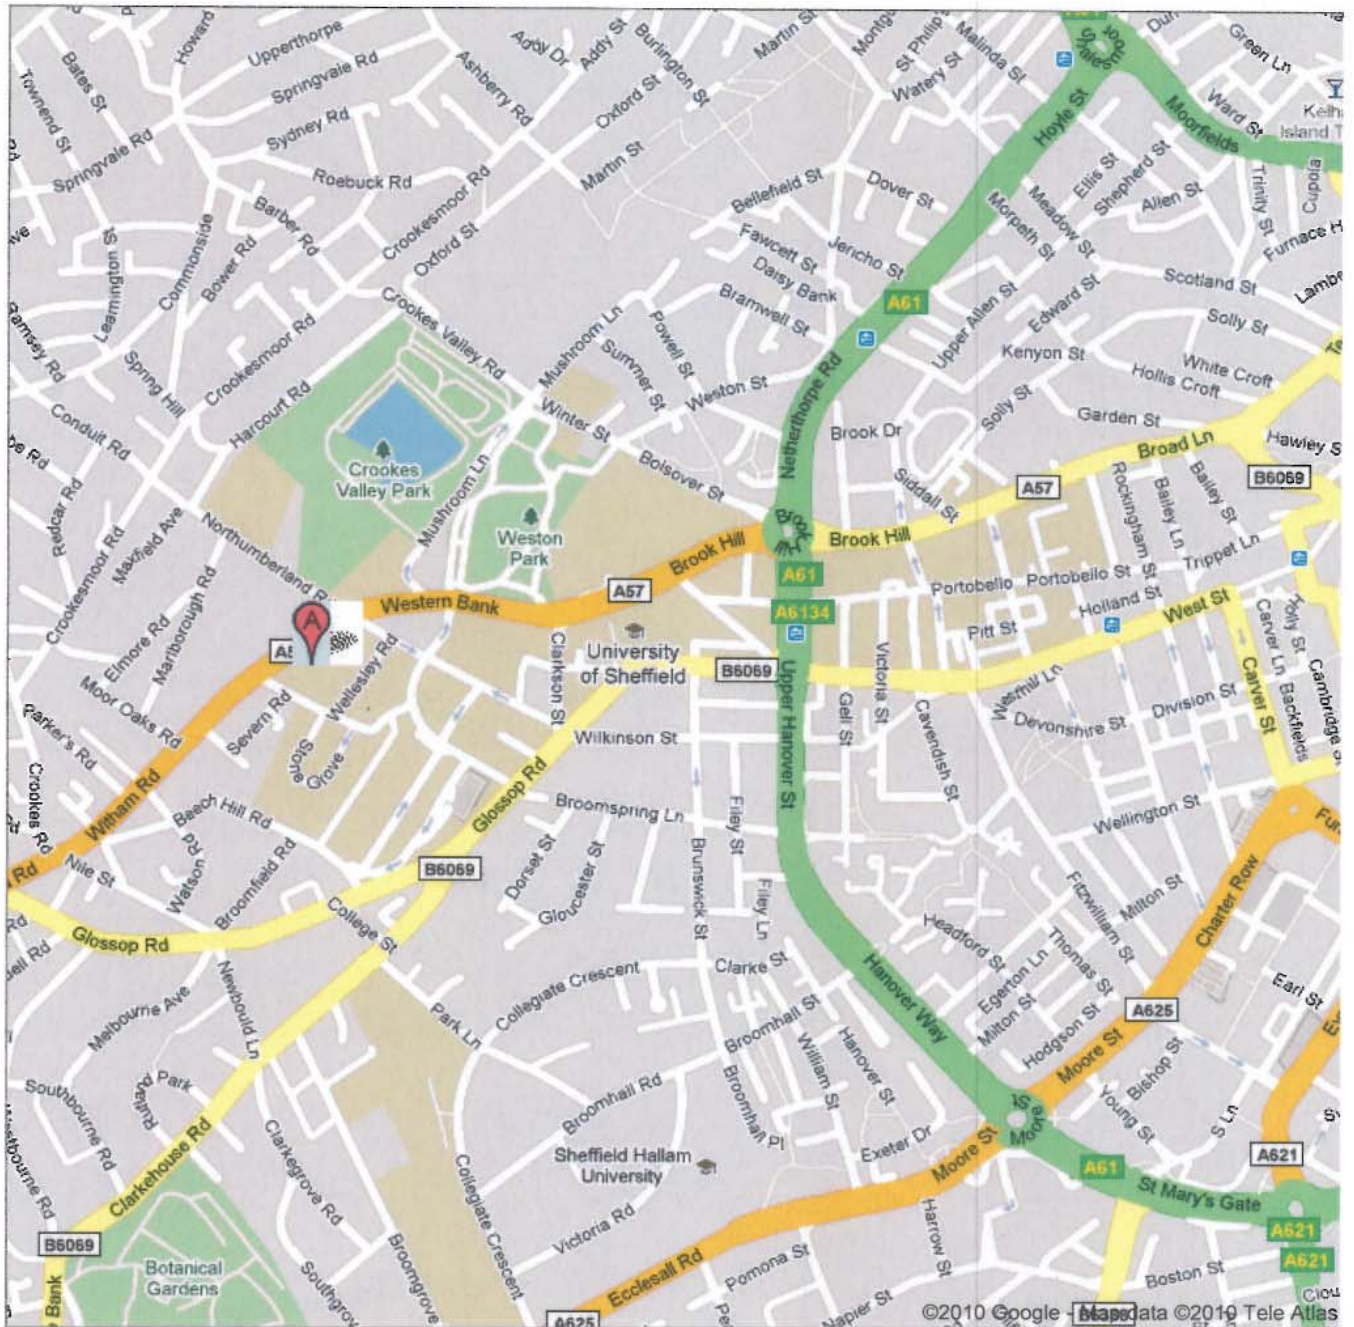 Howard
Upperthorpe
Addy Dr
Addy St
Burlington St
Martin St
St Philip
Malinda St
Green Ln
Bates St
Townend St
Springvale Rd
Ashberry Rd
Oxford St
Watery St
Hoyle St
Moorfields
Ward St
Sydney Rd
Springvale Rd
Roebuck Rd
Crookesmoor Rd
Martin St
Bellefield St
Dover St
Ellis St
Shepherd St
Allen St
Trinity St
Furnace H
Barber Rd
Oxford St
Commonside
Bower Rd
Fawcett St
Jericho St
Morpeth St
Meadow St
Daisy Bank
Bramwell St
A61
Scotland St
Solly St
Upper Allen St
Edward St
Crookes Valley Rd
Mushroom Ln
Powell St
Sumner St
Kenyon St
White Croft
Hollis Croft
Spring Hill
Crookesmoor Rd
Harcourt Rd
Weston St
Winter St
Netherthorpe Rd
Brook Dr
Solly St
Garden St
Broad Ln
Hawley S
Conduit Rd
Crookes
Valley Park
Bolsover St
Siddall St
A57
B6069
Rockingham St
Bailey Ln
Bailey St
Redcar Rd
Mushroom Ln
Weston
Park
Brook Hill
Brook Hill
Brook Hill
Trippet Ln
Northumberland R
Crookesmoor Rd
Marlborough Rd
Elmore Rd
A
Western Bank
A57
A61
A6134
Portobello
Portobello St
Holland St
West St
Pitt St
University
of Sheffield
B6069
Clarkson St
Victoria St
Carver Ln
Backfields
Cambridge
Moor Oaks Rd
Parker's Rd
Severn Rd
Wellesley Rd
Upper Hanover St
Gell St
Cavendish St
Devonshire St
Division St
Carver St
Wilkinson St
Crookes Rd
Witham Rd
Glossop Rd
Beech Hill Rd
Broomspring Ln
Filey St
Wellington St
Nile St
Watson Rd
Broomfield Rd
B6069
Dorset St
Gloucester St
Brunswick St
Filey Ln
Fitzwilliam St
Milton St
Charter Row
Glossop Rd
College St
Headford St
Thomas St
Newbould Ln
Collegiate Crescent
Clarke St
Hanover Way
Egerton Ln
Milton St
Earl St
Melbourne Ave
Park Ln
Broomhall St
Hodgson St
A625
Moore St
William St
Hanover St
Bishop St
Southbourne Rd
Rutland Park
Broomhall Rd
Broomhall Pl
Moore St
Young St
S Ln
Clarkehouse Rd
Clarkegrove Rd
Sheffield Hallam
University
Exeter Dr
Moore St
A61
A621
St Mary's Gate
Westbourne Rd
B6069
Collegiate Crescent
Victoria Rd
Harrow St
A621
A621
Botanical
Gardens
Broomgrove
Southgrov
Ecclesall Rd
Pomona St
Boston St
Bank
A625
Napier St
©2010 Google - Map data ©2010 Tele Atlas